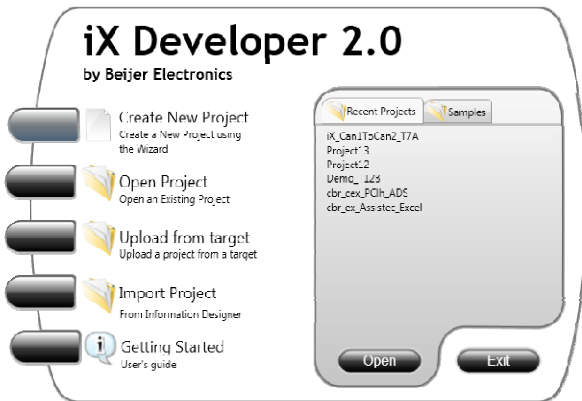 iX Developer 2.0
by Beijer Electronics
Create New Project
Create a New Project using
the Wizard
Open Project
Open an Existing Project
Upload from target
Upload a project from a target
Import Project
From Information Designer
Getting Started
User's guide
Recent Projects
Samples
Project13
Project12
Open
Exit